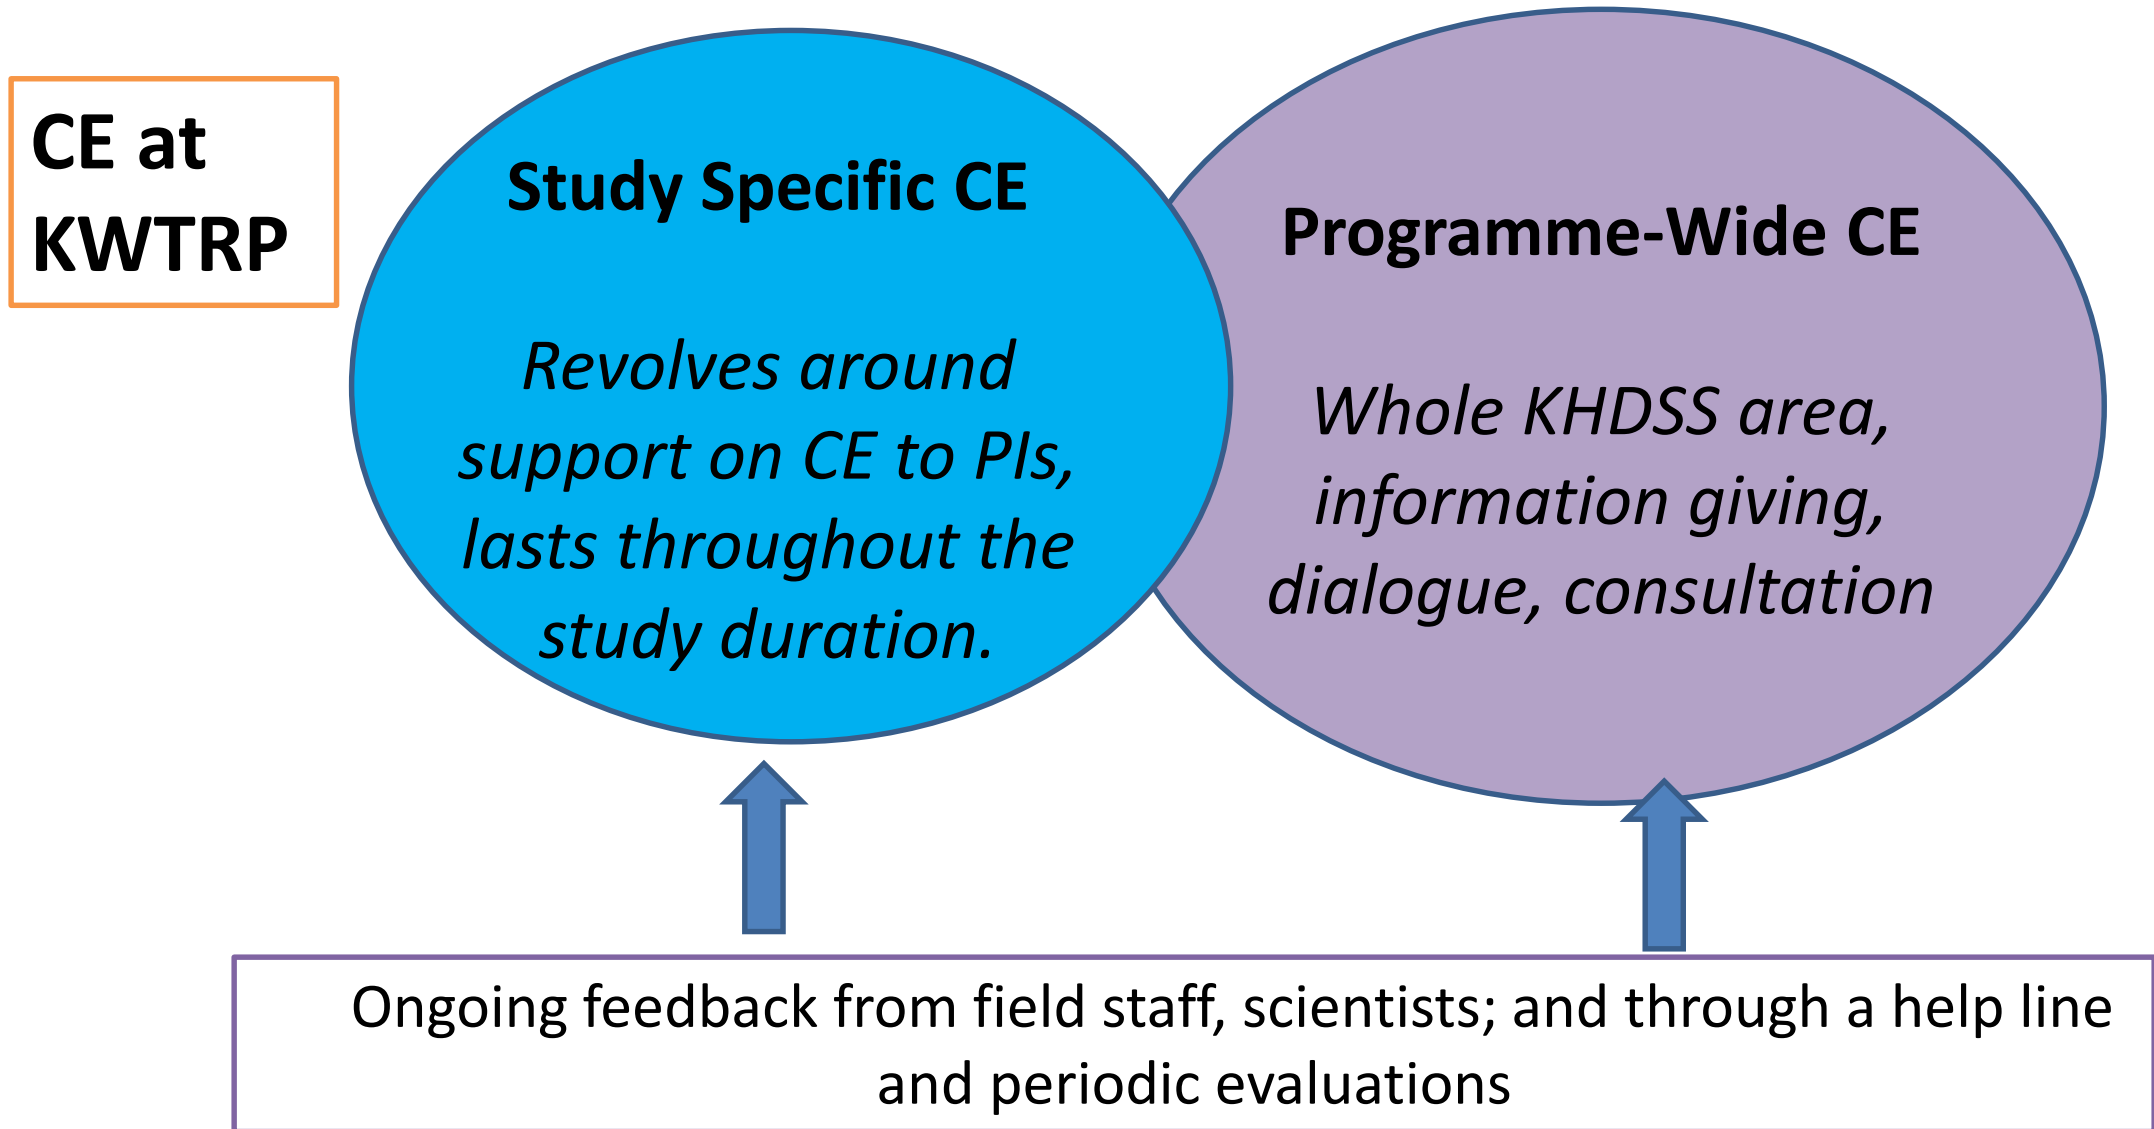 CE at
KWTRP
Study Specific CE
Revolves around
support on CE to PIs,
lasts throughout the
study duration.
Programme-Wide CE
Whole KHDSS area,
information giving,
dialogue, consultation
Ongoing feedback from field staff, scientists; and through a help line
and periodic evaluations